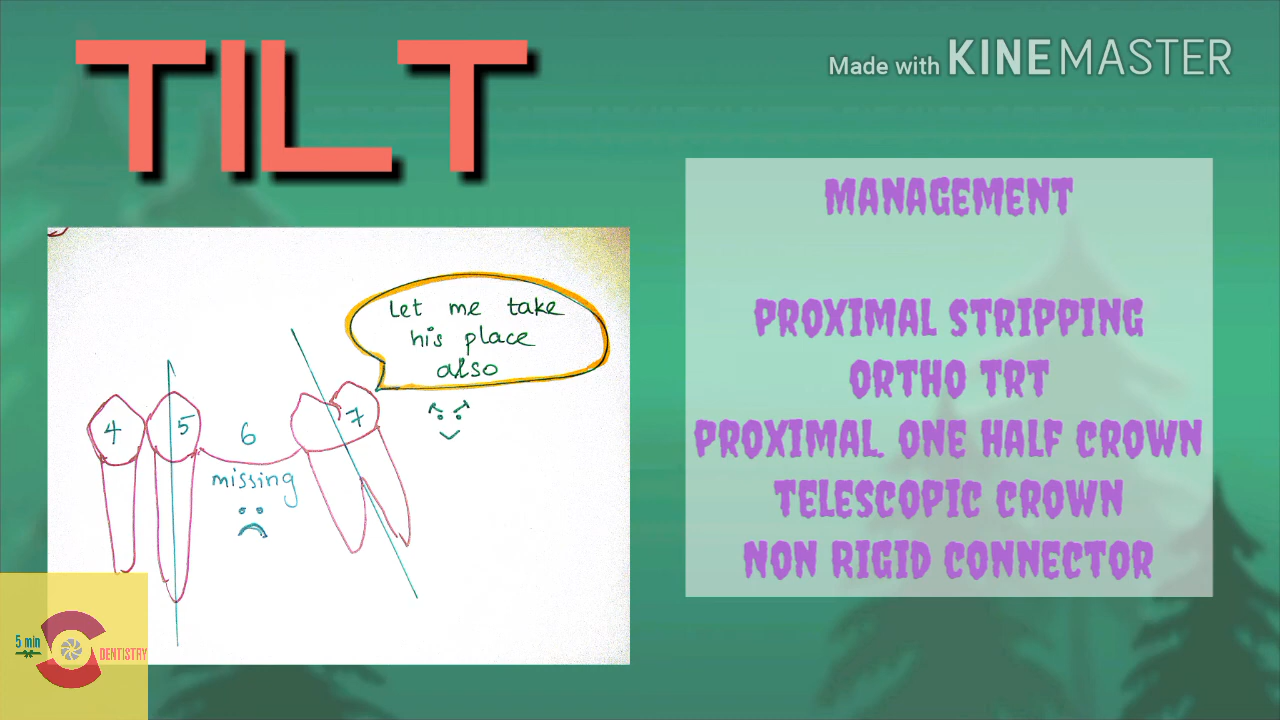 TILT
Made with KINEMASTER
Let me take
his place
also
4
5
6
7
missing
MANAGEMENT
PROXIMAL STRIPPING
ORTHO TRT
PROXIMAL ONE HALF CROWN
TELESCOPIC CROWN
NON RIGID CONNECTOR
5 min
DENTISTRY